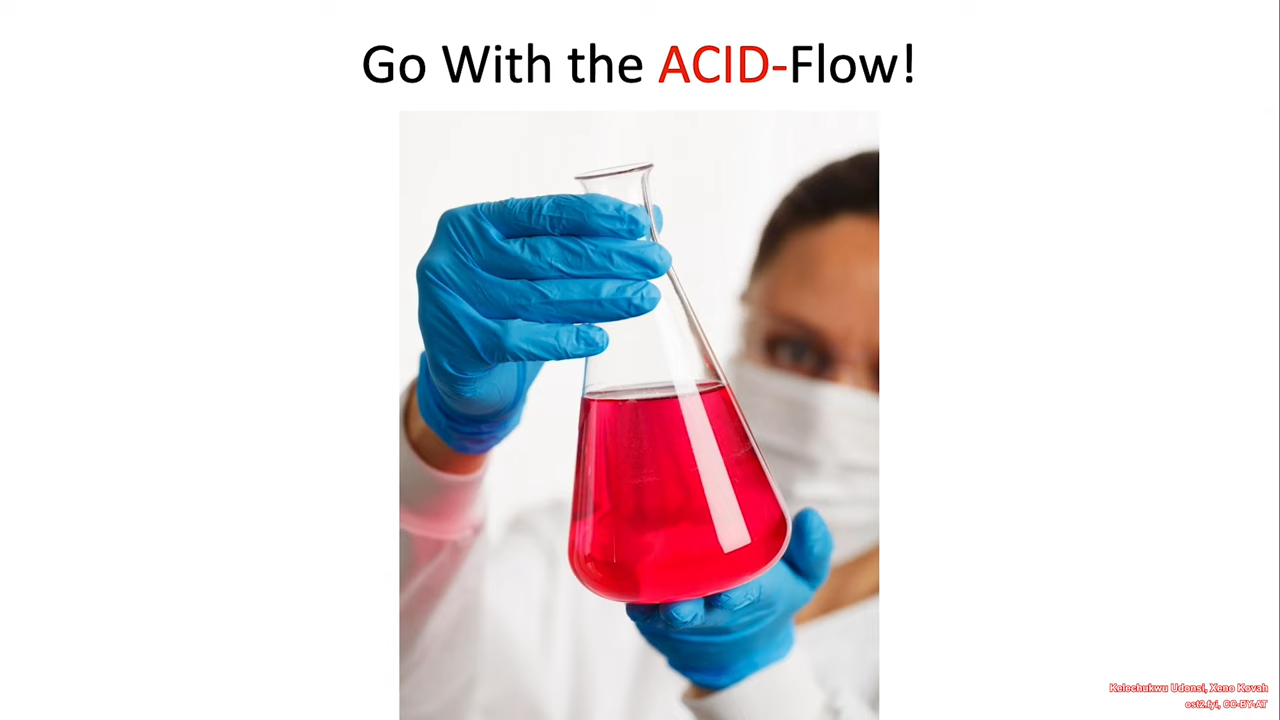 Go With the ACID-Flow!
Kelechukwu Udonsi, Xeno Kovah
ost2.fyi, CC-BY-AT